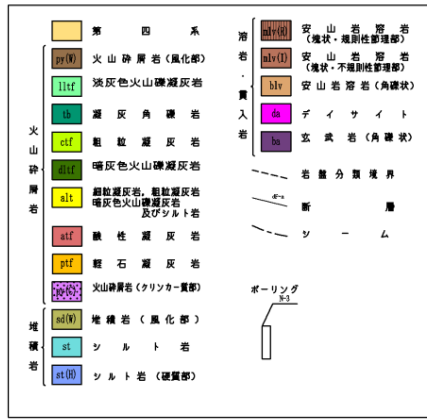 第四系
py(W) 火山砕屑岩(風化部)
lltf 淡灰色火山礫凝灰岩
tb 凝灰角礫岩
ctf 粗粒凝灰岩
dltf 暗灰色火山礫凝灰岩
alt 細粒凝灰岩, 粗粒凝灰岩
暗灰色火山礫凝灰岩
及びシルト岩
atf 酸性凝灰岩
ptf 軽石凝灰岩
火山砕屑岩(クリンカー質部)
火山砕屑岩
sd(W) 堆積岩(風化部)
st シルト岩
st(H) シルト岩(硬質部)
堆積岩
溶岩・貫入岩
mlv(R) 安山岩溶岩
(塊状・規則性節理部)
mlv(I) 安山岩溶岩
(塊状・不規則性節理部)
blv 安山岩溶岩(角礫状)
da デイサイト
ba 玄武岩(角礫状)
岩盤分類境界
断層
シーム
ボーリング
N-3